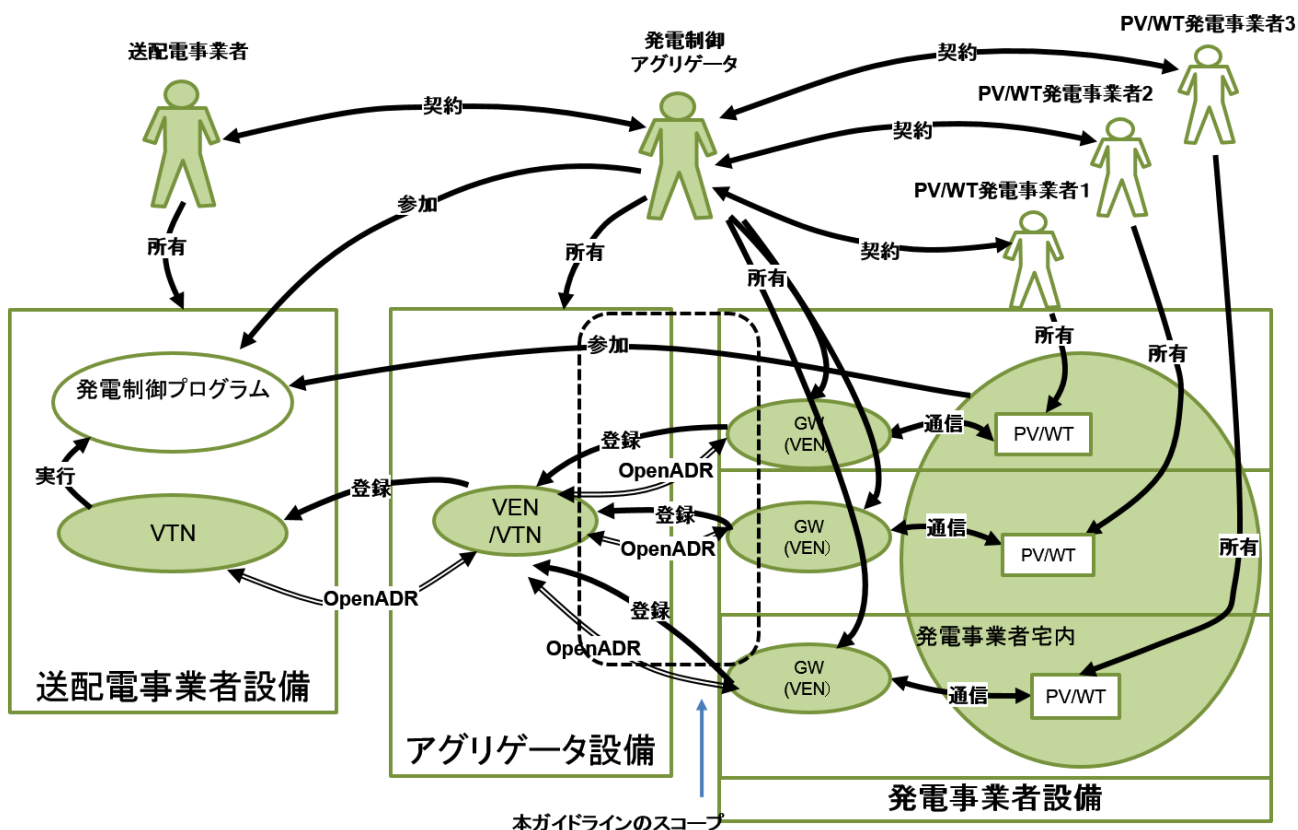 送配電事業者
発電制御
アグリゲータ
PV/WT発電事業者3
PV/WT発電事業者2
PV/WT発電事業者1
契約
契約
契約
契約
参加
所有
所有
所有
所有
所有
所有
参加
発電制御プログラム
実行
VTN
登録
OpenADR
送配電事業者設備
VEN
/VTN
登録
OpenADR
登録
OpenADR
登録
OpenADR
アグリゲータ設備
GW
(VEN)
通信
PV/WT
GW
(VEN)
通信
PV/WT
発電事業者宅内
GW
(VEN)
通信
PV/WT
発電事業者設備
本ガイドラインのスコープ